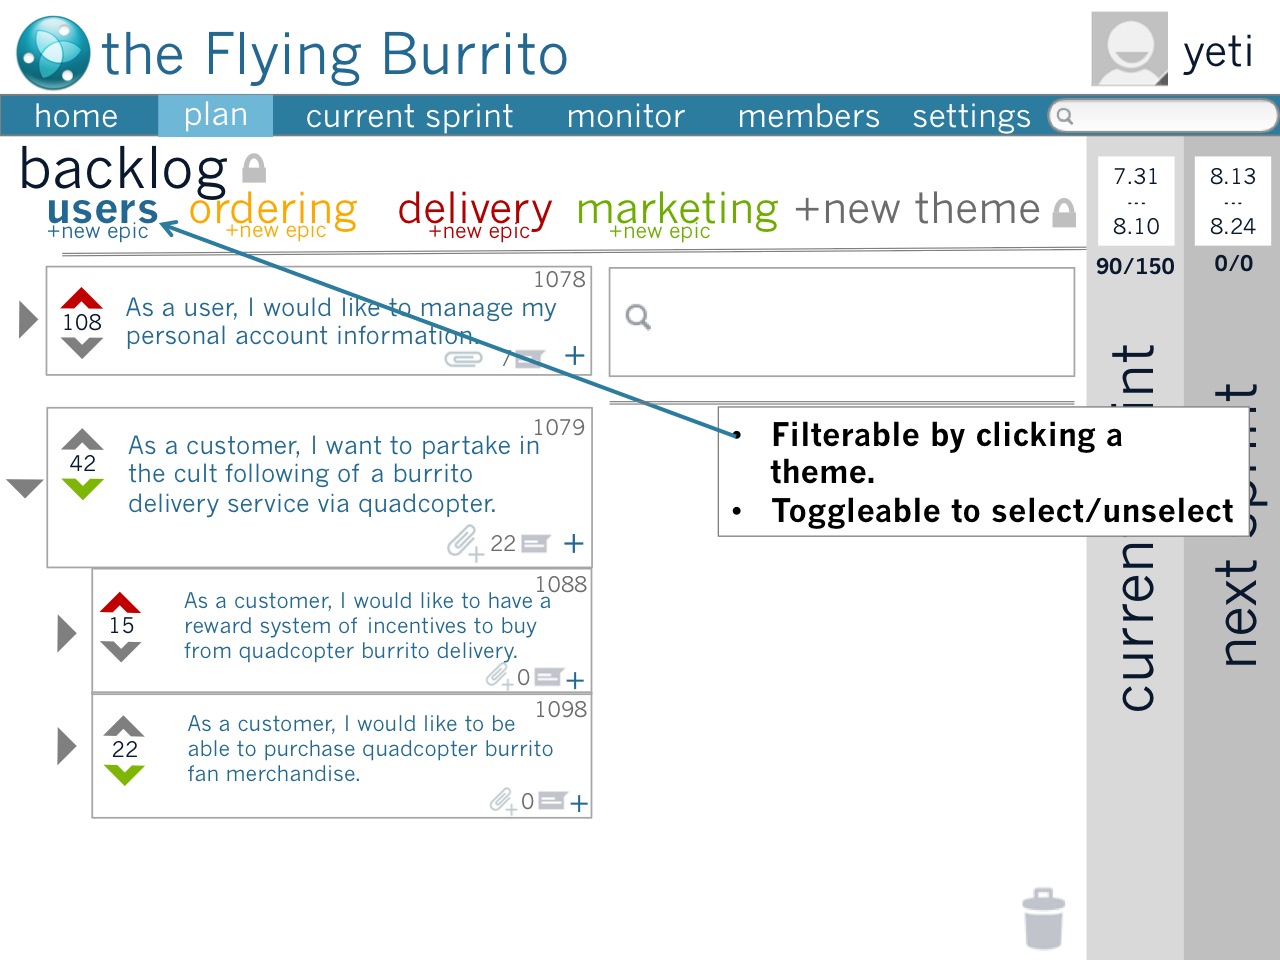 the Flying Burrito
yeti
home plan current sprint monitor members settings
backlog
users ordering delivery marketing +new theme
+new epic +new epic +new epic +new epic
7.31
...
8.10
90/150
8.13
...
8.24
0/0
1078
108
As a user, I would like to manage my
personal account information.
7
+
1079
42
As a customer, I want to partake in
the cult following of a burrito
delivery service via quadcopter.
22 +
1088
15
As a customer, I would like to have a
reward system of incentives to buy
from quadcopter burrito delivery.
0 +
1098
22
As a customer, I would like to be
able to purchase quadcopter burrito
fan merchandise.
0 +
• Filterable by clicking a
theme.
• Toggleable to select/unselect
current sprint
next sprint